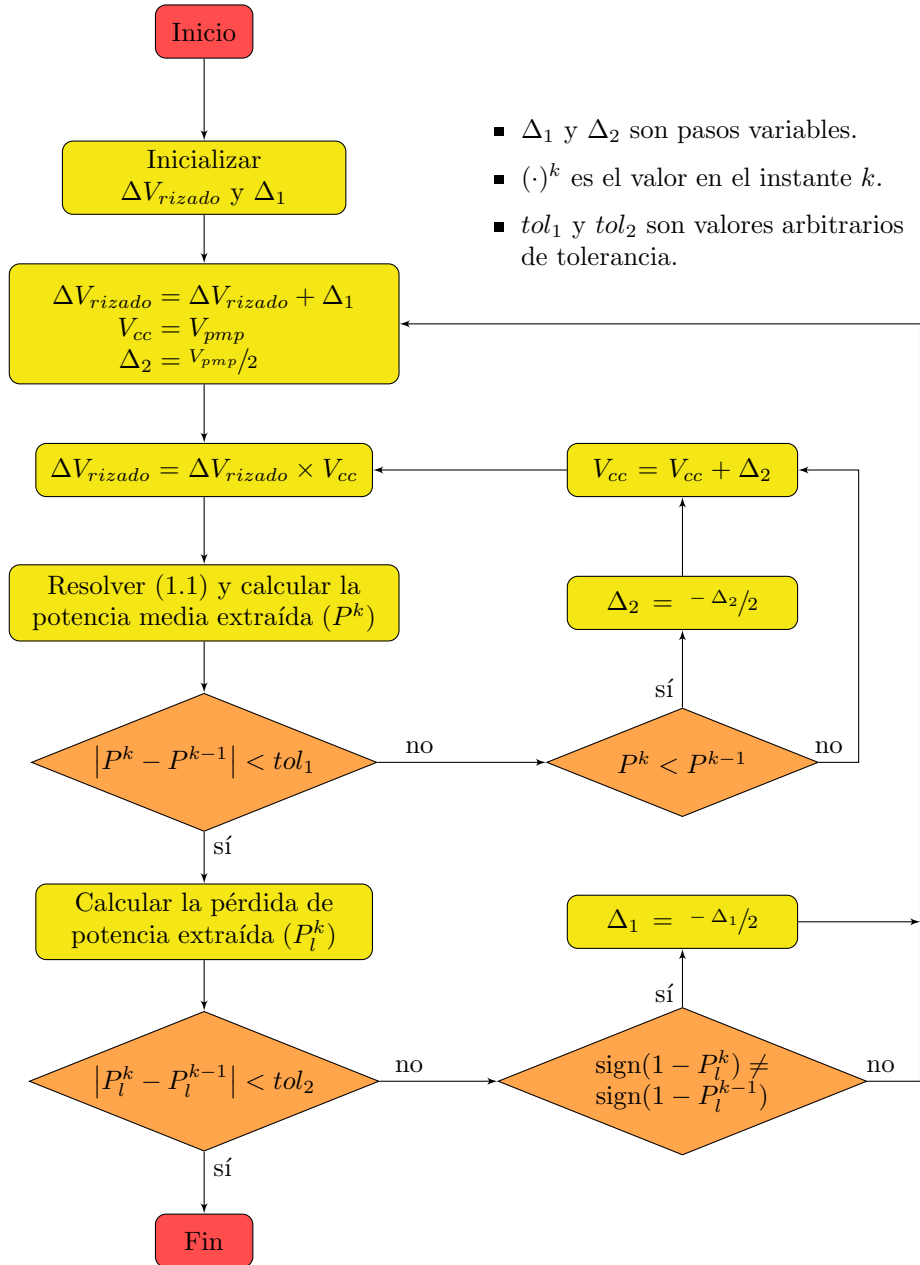 Inicio
■ Δ₁ y Δ₂ son pasos variables.
■ (·)ᵏ es el valor en el instante k.
■ tol₁ y tol₂ son valores arbitrarios
de tolerancia.
Inicializar
ΔV_rizado y Δ₁
ΔV_rizado = ΔV_rizado + Δ₁
V_cc = V_pmp
Δ₂ = V_pmp/2
ΔV_rizado = ΔV_rizado × V_cc
V_cc = V_cc + Δ₂
Resolver (1.1) y calcular la
potencia media extraída (Pᵏ)
Δ₂ = − Δ₂/2
sí
|Pᵏ − Pᵏ⁻¹| < tol₁
no
Pᵏ < Pᵏ⁻¹
no
sí
Calcular la pérdida de
potencia extraída (P_lᵏ)
Δ₁ = − Δ₁/2
sí
|P_lᵏ − P_lᵏ⁻¹| < tol₂
no
sign(1 − P_lᵏ) ≠
sign(1 − P_lᵏ⁻¹)
no
sí
Fin